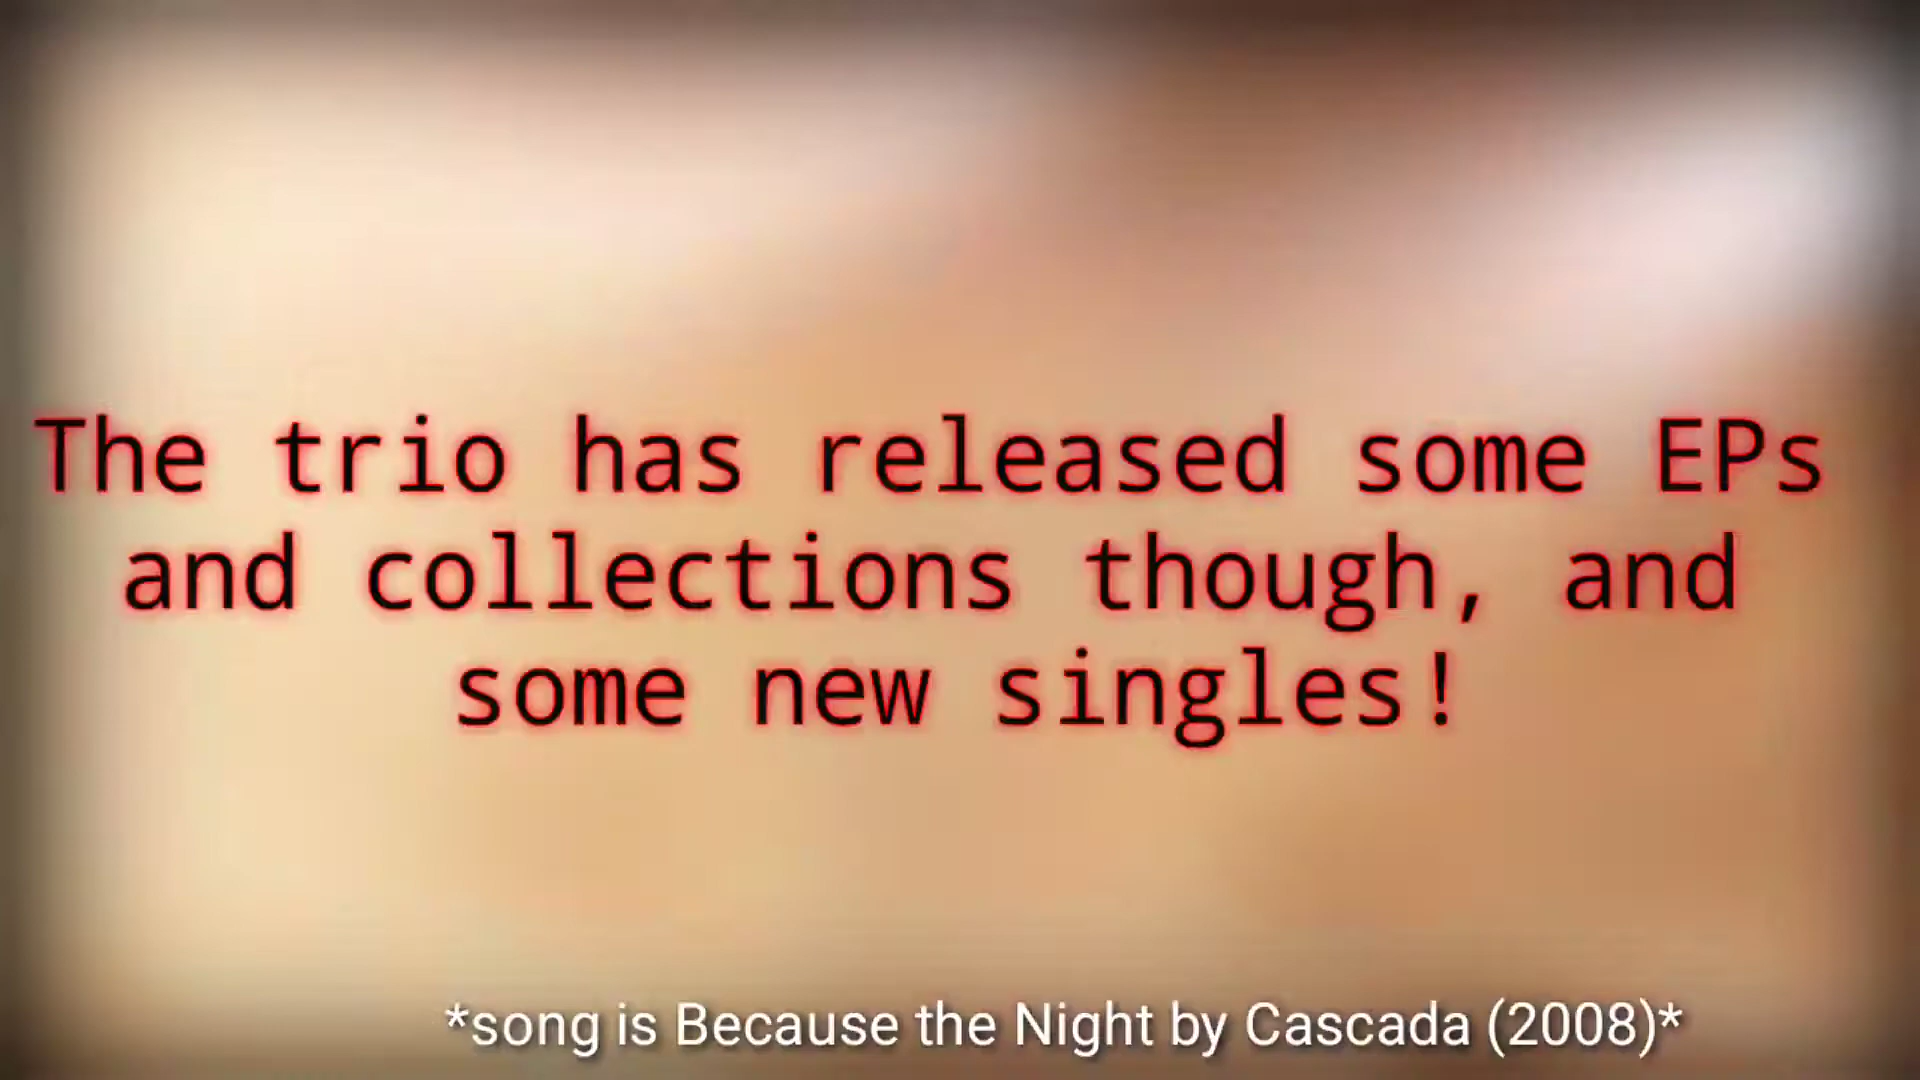 The trio has released some EPs
and collections though, and
some new singles!
*song is Because the Night by Cascada (2008)*